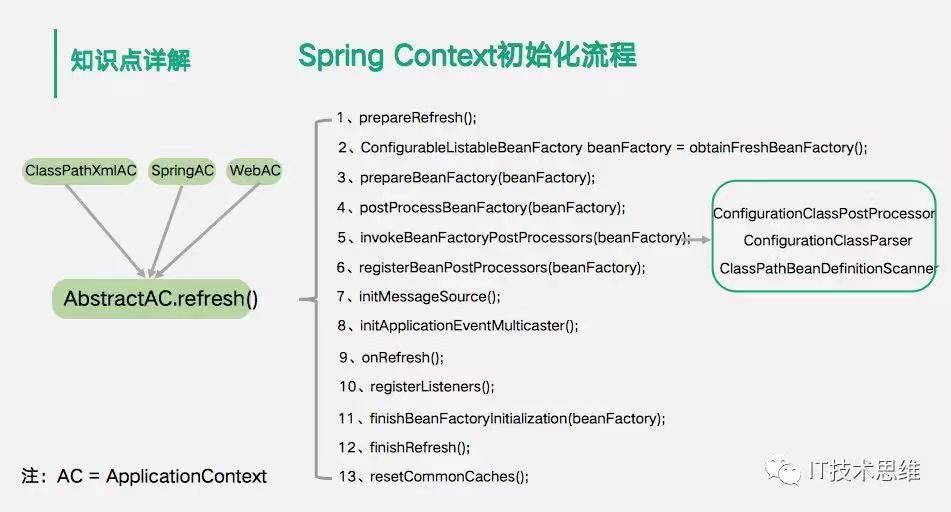 知识点详解
Spring Context初始化流程
ClassPathXmlAC
SpringAC
WebAC
AbstractAC.refresh()
1、prepareRefresh();
2、ConfigurableListableBeanFactory beanFactory = obtainFreshBeanFactory();
3、prepareBeanFactory(beanFactory);
4、postProcessBeanFactory(beanFactory);
5、invokeBeanFactoryPostProcessors(beanFactory);
6、registerBeanPostProcessors(beanFactory);
7、initMessageSource();
8、initApplicationEventMulticaster();
9、onRefresh();
10、registerListeners();
11、finishBeanFactoryInitialization(beanFactory);
12、finishRefresh();
13、resetCommonCaches();
ConfigurationClassPostProcessor
ConfigurationClassParser
ClassPathBeanDefinitionScanner
注：AC = ApplicationContext
IT技术思维